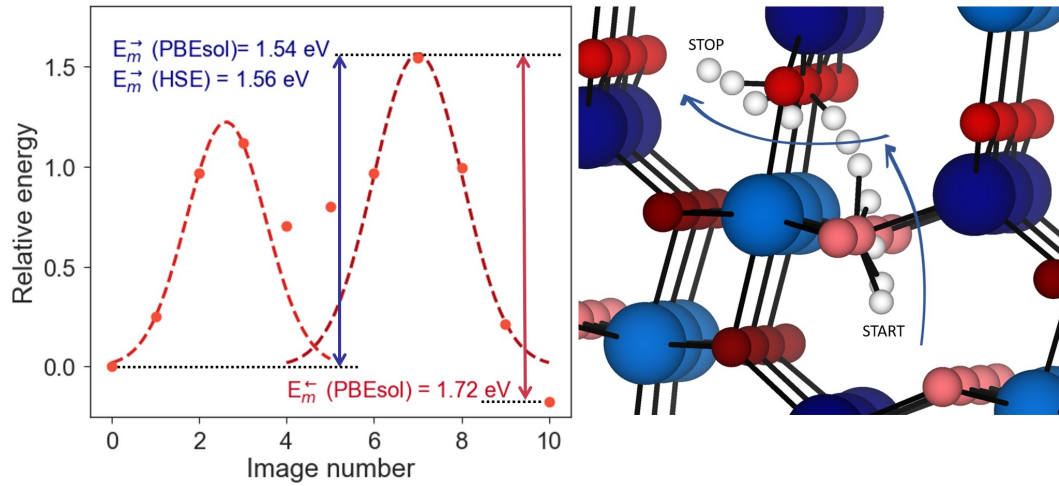 E→m (PBEsol)= 1.54 eV
E→m (HSE) = 1.56 eV
E←m (PBEsol) = 1.72 eV
Relative energy
1.5
1.0
0.5
0.0
0 2 4 6 8 10
Image number
STOP
START